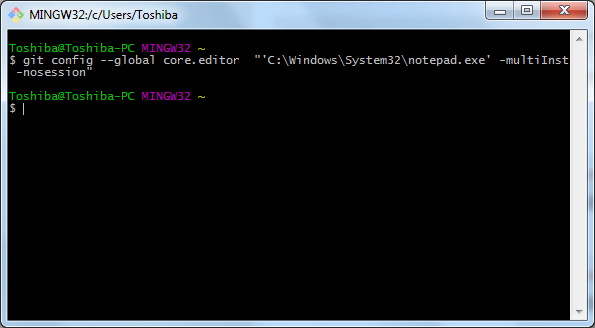 MINGW32:/c/Users/Toshiba
Toshiba@Toshiba-PC MINGW32 ~
$ git config --global core.editor  "'C:\Windows\System32\notepad.exe' -multiInst
 -nosession"
Toshiba@Toshiba-PC MINGW32 ~
$